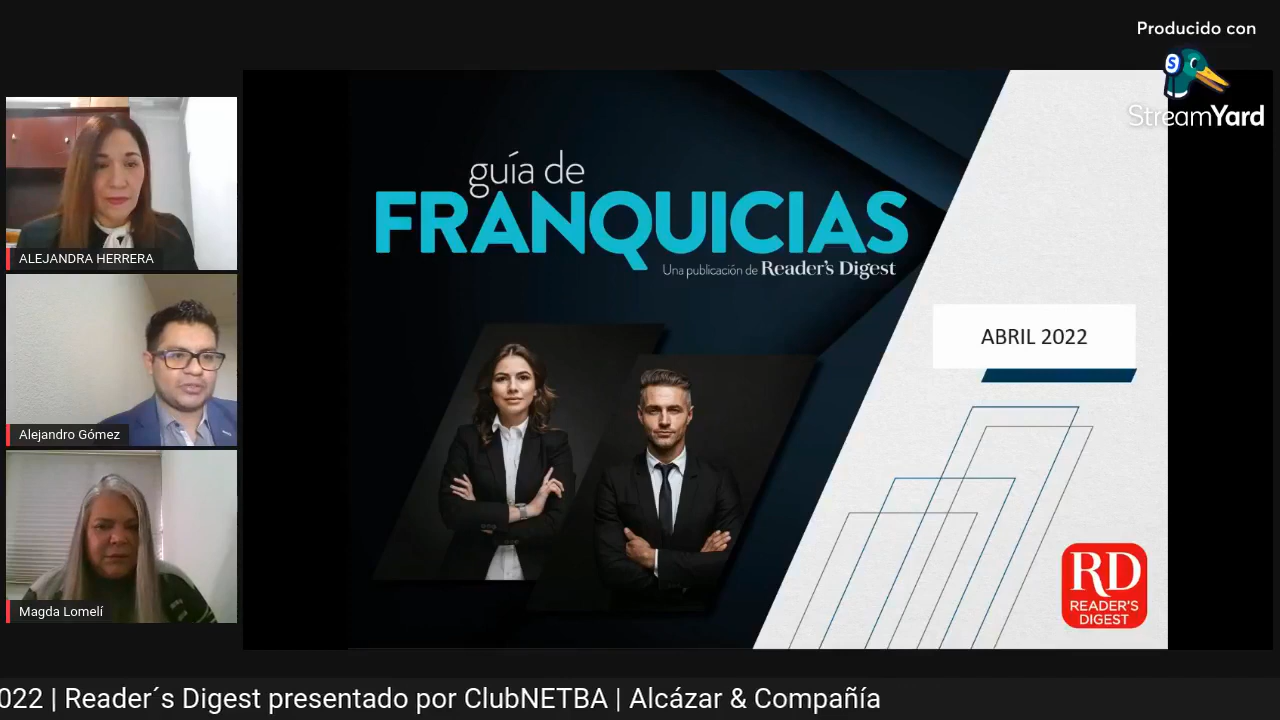 Producido con
StreamYard
ALEJANDRA HERRERA
Alejandro Gómez
Magda Lomelí
guía de
FRANQUICIAS
Una publicación de Reader's Digest
ABRIL 2022
RD
READER'S
DIGEST
022 | Reader´s Digest presentado por ClubNETBA | Alcázar & Compañía